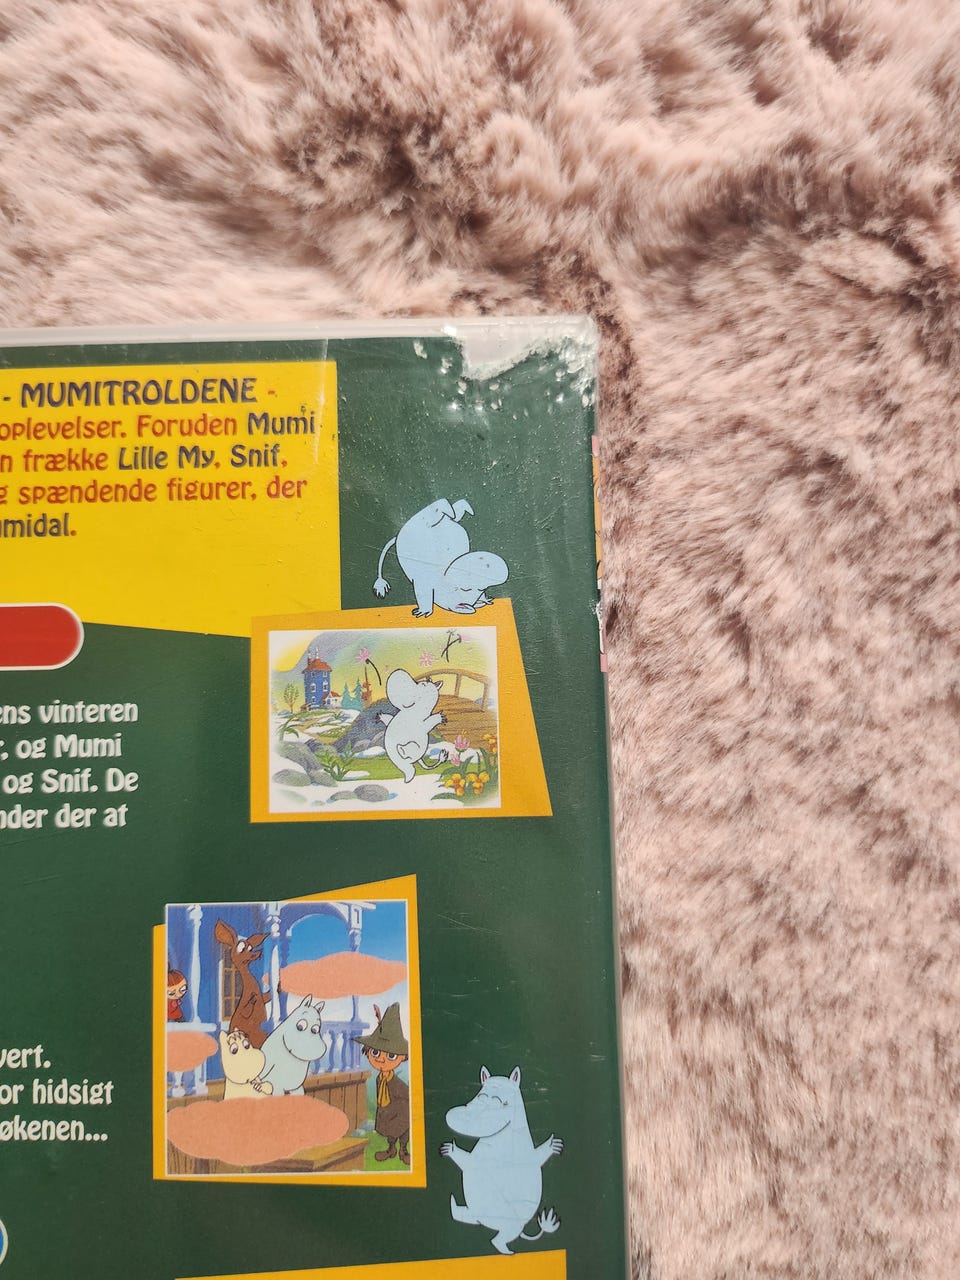 - MUMITROLDENE -
oplevelser. Foruden Mumi
n frække Lille My, Snif,
g spændende figurer, der
umidal.
ens vinteren
, og Mumi
og Snif. De
nder der at
vert.
or hidsigt
økenen...